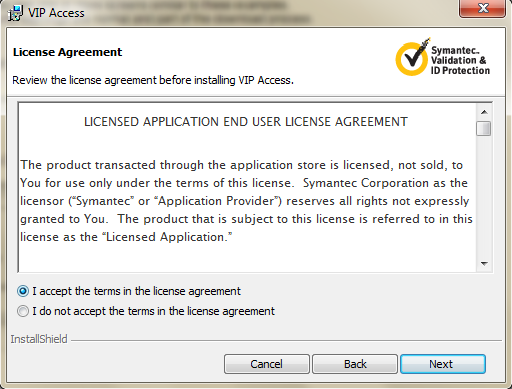 VIP Access
License Agreement
Review the license agreement before installing VIP Access.
Symantec™
Validation &
ID Protection
LICENSED APPLICATION END USER LICENSE AGREEMENT
The product transacted through the application store is licensed, not sold, to
You for use only under the terms of this license.  Symantec Corporation as the
licensor (“Symantec” or “Application Provider”) reserves all rights not expressly
granted to You.  The product that is subject to this license is referred to in this
license as the “Licensed Application.”
I accept the terms in the license agreement
I do not accept the terms in the license agreement
InstallShield
Cancel
Back
Next